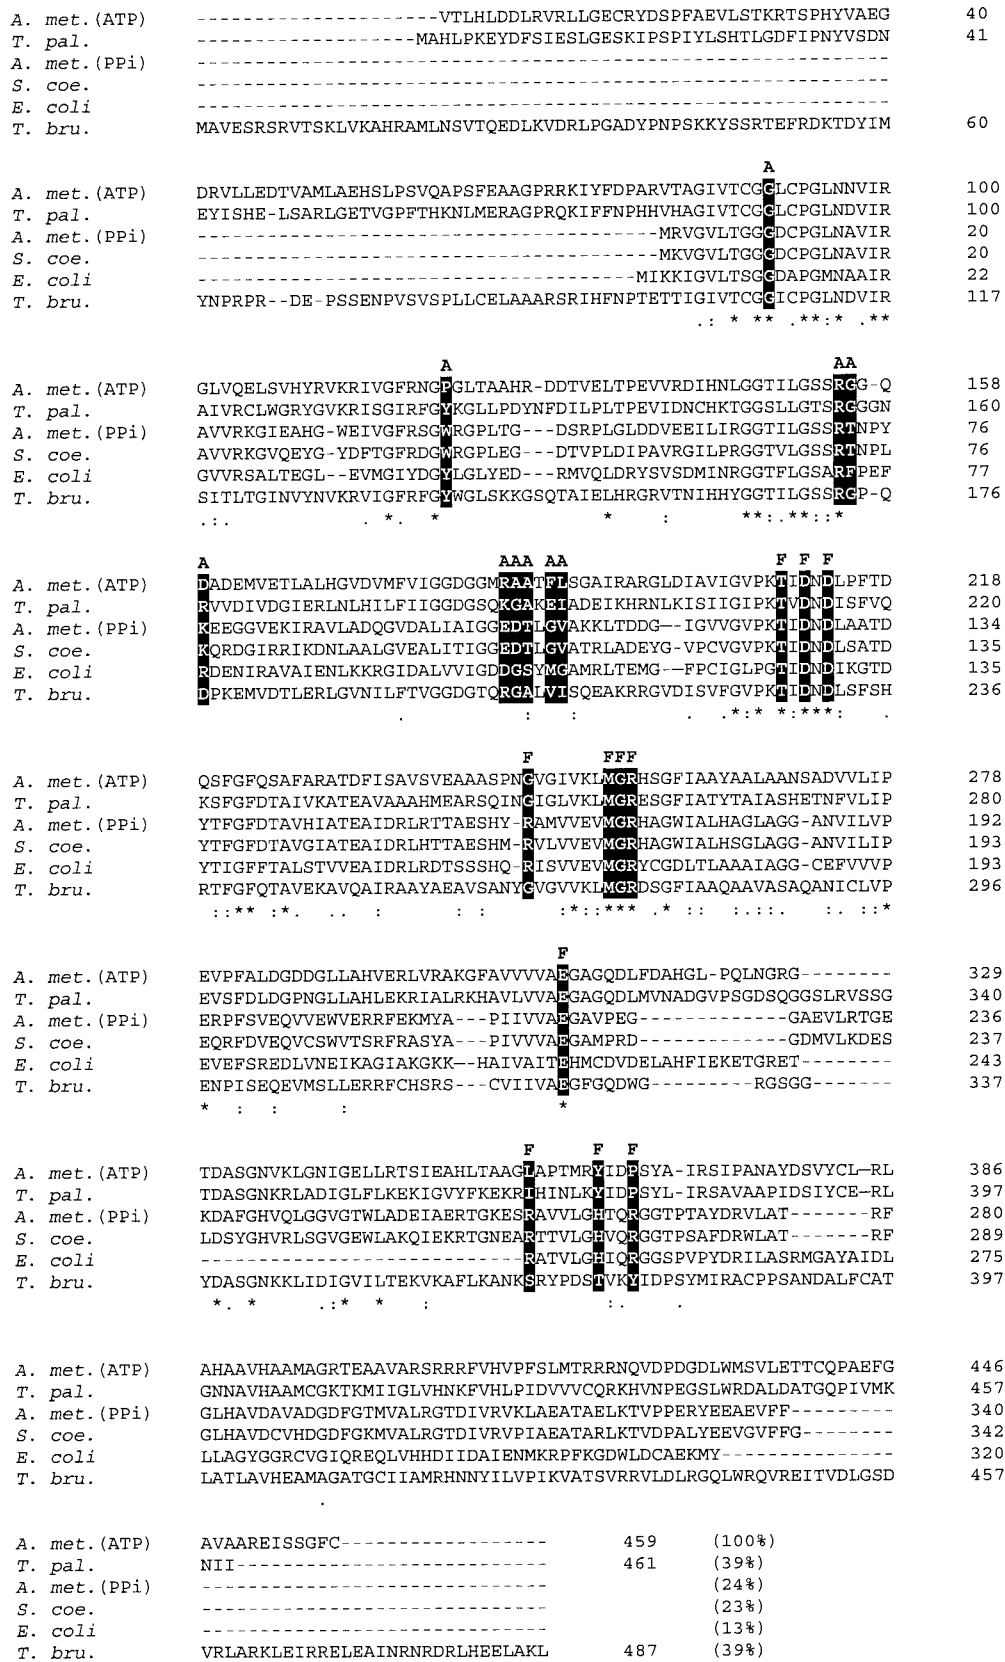 A. met.(ATP) ---------------------VTLHLDDLRVRLLGECRYDSPFAEVLSTKRTSPHYVAEG 40
T. pal. -------------------MAHLPKEYDFSIESLGESKIPSPIYLSHTLGDFIPNYVSDN 41
A. met.(PPi) ------------------------------------------------------------
S. coe. ------------------------------------------------------------
E. coli ------------------------------------------------------------
T. bru. MAVESRSRVTSKLVKAHRAMLNSVTQEDLKVDRLPGADYPNPSKKYSSRTEFRDKTDYIM 60
A
A. met.(ATP) DRVLLEDTVAMLAEHSLPSVQAPSFEAAGPRRKIYFDPARVTAGIVTCGGLCPGLNNVIR 100
T. pal. EYISHE-LSARLGETVGPFTHKNLMERAGPRQKIFFNPHHVHAGIVTCGGLCPGLNDVIR 100
A. met.(PPi) ----------------------------------------MRVGVLTGGGDCPGLNAVIR 20
S. coe. ----------------------------------------MKVGVLTGGGDCPGLNAVIR 20
E. coli --------------------------------------MIKKIGVLTSGGDAPGMNAAIR 22
T. bru. YNPRPR--DE-PSSENPVSVSPLLCELAAARSRIHFNPTETTIGIVTCGGICPGLNDVIR 117
.: * ** .**:* .**
A
AA
A. met.(ATP) GLVQELSVHYRVKRIVGFRNGPGLTAAHR-DDTVELTPEVVRDIHNLGGTILGSSRGG-Q 158
T. pal. AIVRCLWGRYGVKRISGIRFGYKGLLPDYNFDILPLTPEVIDNCHKTGGSLLGTSRGGGN 160
A. met.(PPi) AVVRKGIEAHG-WEIVGFRSGWRGPLTG---DSRPLGLDDVEEILIRGGTILGSSRTNPY 76
S. coe. AVVRKGVQEYG-YDFTGFRDGWRGPLEG---DTVPLDIPAVRGILPRGGTVLGSSRTNPL 76
E. coli GVVRSALTEGL--EVMGIYDGYLGLYED---RMVQLDRYSVSDMINRGGTFLGSARFPEF 77
T. bru. SITLTGINVYNVKRVIGFRFGYWGLSKKGSQTAIELHRGRVTNIHHYGGTILGSSRGP-Q 176
.:. *. * * : **:.**::*
A AAA AA F F F
A. met.(ATP) DADEMVETLALHGVDVMFVIGGDGGMRAATFLSGAIRARGLDIAVIGVPKTIDNDLPFTD 218
T. pal. RVVDIVDGIERLNLHILFIIGGDGSQKGAKEIADEIKHRNLKISIIGIPKTVDNDISFVQ 220
A. met.(PPi) KEEGGVEKIRAVLADQGVDALIAIGGEDTLGVAKKLTDDG--IGVVGVPKTIDNDLAATD 134
S. coe. KQRDGIRRIKDNLAALGVEALITIGGEDTLGVATRLADEYG-VPCVGVPKTIDNDLSATD 135
E. coli RDENIRAVAIENLKKRGIDALVVIGGDGSYMGAMRLTEMG--FPCIGLPGTIDNDIKGTD 135
T. bru. DPKEMVDTLERLGVNILFTVGGDGTQRGALVISQEAKRRGVDISVFGVPKTIDNDLSFSH 236
. : : . .*:* *:***: .
F FFF
A. met.(ATP) QSFGFQSAFARATDFISAVSVEAAASPNGVGIVKLMGRHSGFIAAYAALAANSADVVLIP 278
T. pal. KSFGFDTAIVKATEAVAAAHMEARSQINGIGLVKLMGRESGFIATYTAIASHETNFVLIP 280
A. met.(PPi) YTFGFDTAVHIATEAIDRLRTTAESHY-RAMVVEVMGRHAGWIALHAGLAGG-ANVILVP 192
S. coe. YTFGFDTAVGIATEAIDRLHTTAESHM-RVLVVEVMGRHAGWIALHSGLAGG-ANVILIP 193
E. coli YTIGFFTALSTVVEAIDRLRDTSSSHQ-RISVVEVMGRYCGDLTLAAAIAGG-CEFVVVP 193
T. bru. RTFGFQTAVEKAVQAIRAAYAEAVSANYGVGVVKLMGRDSGFIAAQAAVASAQANICLVP 296
::** *. : : : :*::*** .* :: :.::. .: :.*
F
A. met.(ATP) EVPFALDGDDGLLAHVERLVRAKGFAVVVVAEGAGQDLFDAHGL-PQLNGRG-------- 329
T. pal. EVSFDLDGPNGLLAHLEKRIALRKHAVLVVAEGAGQDLMVNADGVPSGDSQGGSLRVSSG 340
A. met.(PPi) ERPFSVEQVVEWVERRFEKMYA---PIIVVAEGAVPEG-------------GAEVLRTGE 236
S. coe. EQRFDVEQVCSWVTSRFRASYA---PIVVVAEGAMPRD-------------GDMVLKDES 237
E. coli EVEFSREDLVNEIKAGIAKGKK--HAIVAITEHMCDVDELAHFIEKETGRET-------- 243
T. bru. ENPISEQEVMSLLERRFCHSRS---CVIIVAEGFGQDWG---------RGSGG------- 337
* : : : *
F F F
A. met.(ATP) TDASGNVKLGNIGELLRTSIEAHLTAAGLAPTMRYIDPSYA-IRSIPANAYDSVYCL-RL 386
T. pal. TDASGNKRLADIGLFLKEKIGVYFKEKRIHINLKYIDPSYL-IRSAVAAPIDSIYCE-RL 397
A. met.(PPi) KDAFGHVQLGGVGTWLADEIAERTGKESRAVVLGHTQRGGTPTAYDRVLAT-------RF 280
S. coe. LDSYGHVRLSGVGEWLAKQIEKRTGNEARTTVLGHVQRGGTPSAFDRWLAT-------RF 289
E. coli ----------------------------RATVLGHIQRGGSPVPYDRILASRMGAYAIDL 275
T. bru. YDASGNKKLIDIGVILTEKVKAFLKANKSRYPDSTVKYIDPSYMIRACPPSANDALFCAT 397
*. * .:* * : :. .
A. met.(ATP) AHAAVHAAMAGRTEAAVARSRRRFVHVPFSLMTRRRNQVDPDGDLWMSVLETTCQPAEFG 446
T. pal. GNNAVHAAMCGKTKMIIGLVHNKFVHLPIDVVVCQRKHVNPEGSLWRDALDATGQPIVMK 457
A. met.(PPi) GLHAVDAVADGDFGTMVALRGTDIVRVKLAEATAELKTVPPERYEEAEVFF--------- 340
S. coe. GLHAVDCVHDGDFGKMVALRGTDIVRVPIAEATARLKTVDPALYEEVGVFFG-------- 342
E. coli LLAGYGGRCVGIQREQLVHHDIIDAIENMKRPFKGDWLDCAEKMY--------------- 320
T. bru. LATLAVHEAMAGATGCIIAMRHNNYILVPIKVATSVRRVLDLRGQLWRQVREITVDLGSD 457
.
A. met.(ATP) AVAAREISSGFC------------------ 459 (100%)
T. pal. NII--------------------------- 461 (39%)
A. met.(PPi) ------------------------------ (24%)
S. coe. ------------------------------ (23%)
E. coli ------------------------------ (13%)
T. bru. VRLARKLEIRRELEAINRNRDRLHEELAKL 487 (39%)